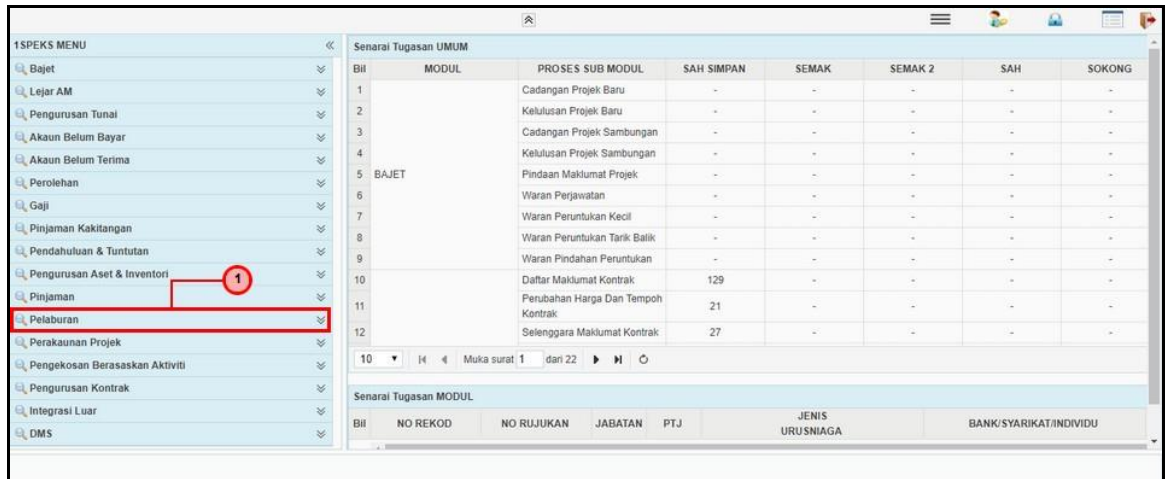 1SPEKS MENU
Bajet
Lejar AM
Pengurusan Tunai
Akaun Belum Bayar
Akaun Belum Terima
Perolehan
Gaji
Pinjaman Kakitangan
Pendahuluan & Tuntutan
Pengurusan Aset & Inventori
1
Pinjaman
Pelaburan
Perakaunan Projek
Pengekosan Berasaskan Aktiviti
Pengurusan Kontrak
Integrasi Luar
DMS
Senarai Tugasan UMUM
Bil MODUL PROSES SUB MODUL SAH SIMPAN SEMAK SEMAK 2 SAH SOKONG
1 Cadangan Projek Baru - - - - -
2 Kelulusan Projek Baru - - - - -
3 Cadangan Projek Sambungan - - - - -
4 Kelulusan Projek Sambungan - - - - -
5 BAJET Pindaan Maklumat Projek - - - - -
6 Waran Perjawatan - - - - -
7 Waran Peruntukan Kecil - - - - -
8 Waran Peruntukan Tarik Balik - - - - -
9 Waran Pindahan Peruntukan - - - - -
10 Daftar Maklumat Kontrak 129 - - - -
11 Perubahan Harga Dan Tempoh
Kontrak 21 - - - -
12 Selenggara Maklumat Kontrak 27 - - - -
10 Muka surat 1 dari 22
Senarai Tugasan MODUL
Bil NO REKOD NO RUJUKAN JABATAN PTJ JENIS
URUSNIAGA BANK/SYARIKAT/INDIVIDU